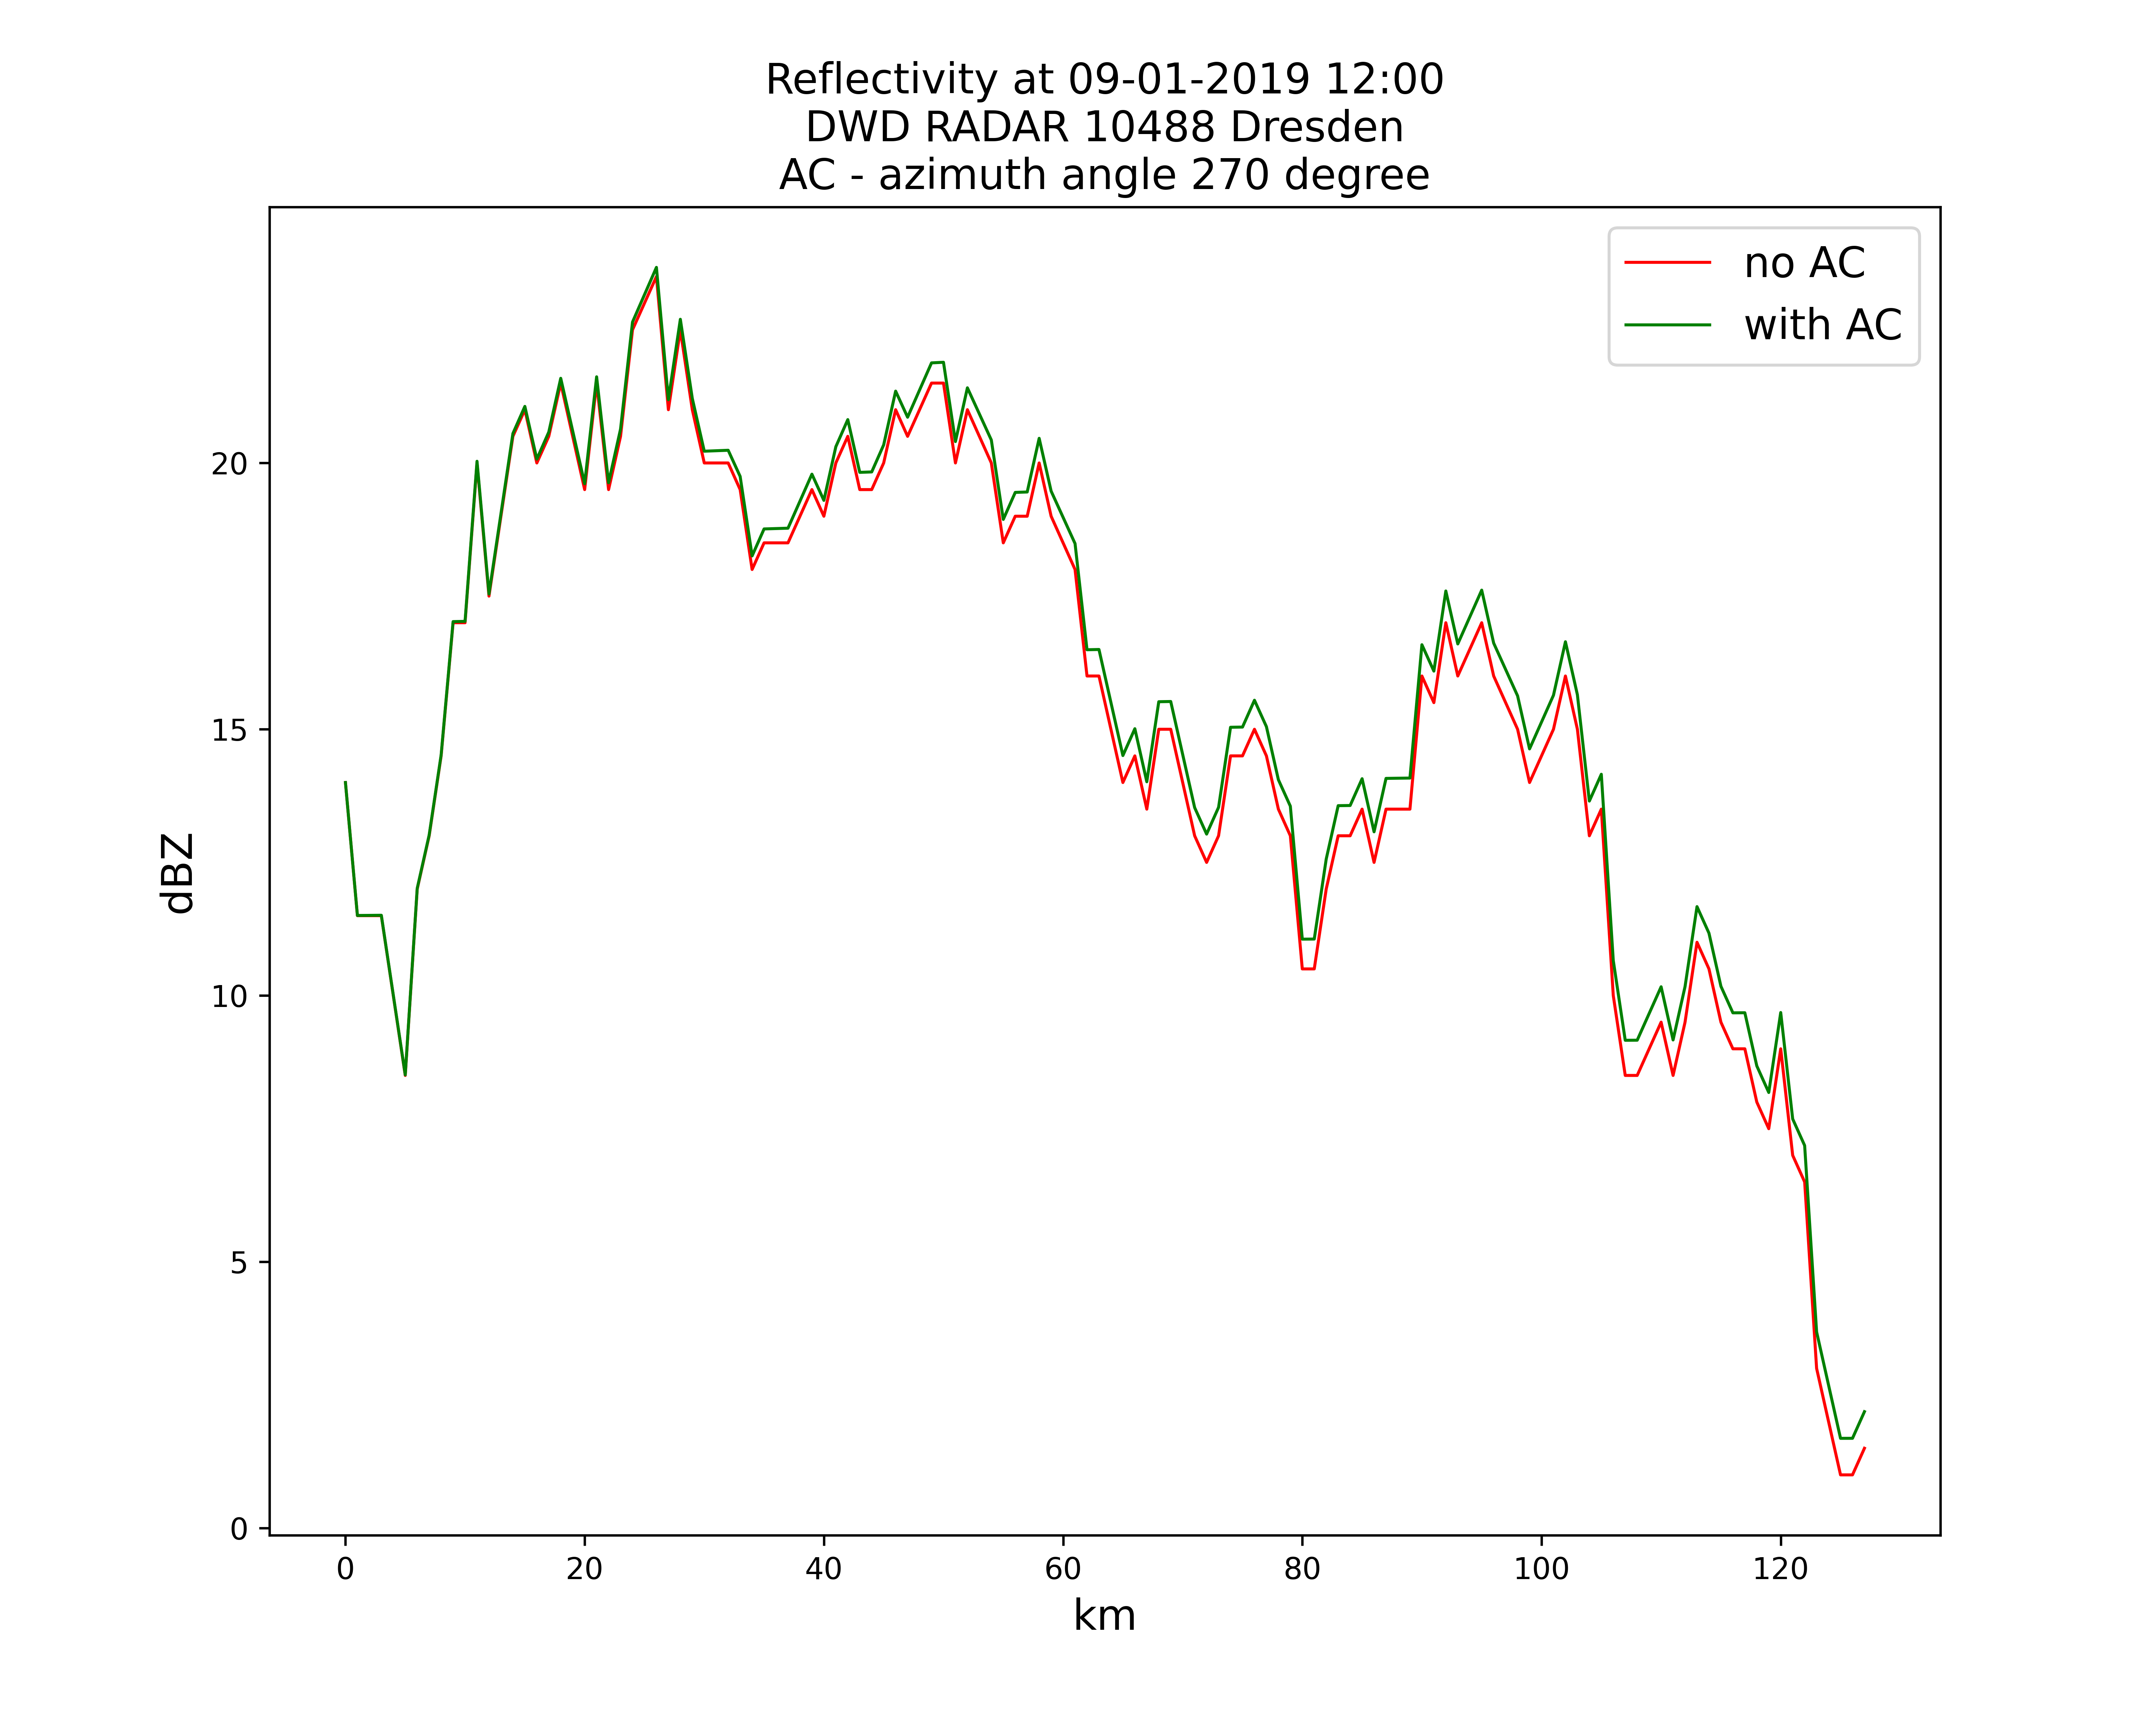 Reflectivity at 09-01-2019 12:00
DWD RADAR 10488 Dresden
AC - azimuth angle 270 degree
no AC
with AC
dBZ
20
15
10
5
0
0 20 40 60 80 100 120
km